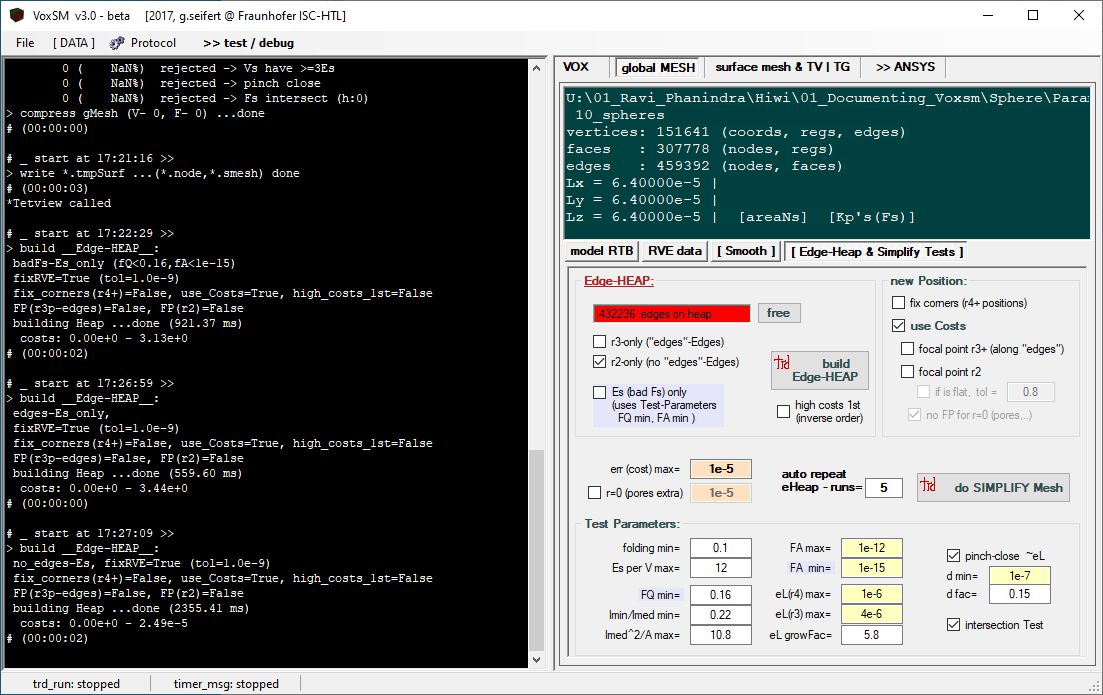 VoxSM v3.0 - beta [2017, g.seifert @ Fraunhofer ISC-HTL]
File [ DATA ] Protocol >> test / debug
0 ( NaN%) rejected -> Vs have >=3Es
0 ( NaN%) rejected -> pinch close
0 ( NaN%) rejected -> Fs intersect (h:0)
> compress gMesh (V- 0, F- 0) ...done
# (00:00:00)
# _ start at 17:21:16 >>
> write *.tmpSurf ...(*.node,*.smesh) done
# (00:00:03)
*Tetview called
# _ start at 17:22:29 >>
> build __Edge-HEAP__:
badFs-Es_only (fQ<0.16,fA<1e-15)
fixRVE=True (tol=1.0e-9)
fix_corners(r4+)=False, use_Costs=True, high_costs_1st=False
FP(r3p-edges)=False, FP(r2)=False
building Heap ...done (921.37 ms)
costs: 0.00e+0 - 3.13e+0
# (00:00:02)
# _ start at 17:26:59 >>
> build __Edge-HEAP__:
edges-Es_only,
fixRVE=True (tol=1.0e-9)
fix_corners(r4+)=False, use_Costs=True, high_costs_1st=False
FP(r3p-edges)=False, FP(r2)=False
building Heap ...done (559.60 ms)
costs: 0.00e+0 - 3.44e+0
# (00:00:00)
# _ start at 17:27:09 >>
> build __Edge-HEAP__:
no_edges-Es, fixRVE=True (tol=1.0e-9)
fix_corners(r4+)=False, use_Costs=True, high_costs_1st=False
FP(r3p-edges)=False, FP(r2)=False
building Heap ...done (2355.41 ms)
costs: 0.00e+0 - 2.49e-5
# (00:00:02)
VOX global MESH surface mesh & TV | TG >> ANSYS
U:\01_Ravi_Phanindra\Hiwi\01_Documenting_Voxsm\Sphere\Para
10_spheres
vertices: 151641 (coords, regs, edges)
faces : 307778 (nodes, regs)
edges : 459392 (nodes, faces)
Lx = 6.40000e-5 |
Ly = 6.40000e-5 |
Lz = 6.40000e-5 | [areaNs] [Kp's(Fs)]
model RTB RVE data [ Smooth ] [ Edge-Heap & Simplify Tests ]
Edge-HEAP:
432236 edges on heap free
r3-only ("edges"-Edges)
r2-only (no "edges"-Edges)
Es (bad Fs) only
(uses Test-Parameters
FQ min, FA min )
build
Edge-HEAP
high costs 1st
(inverse order)
new Position:
fix corners (r4+ positions)
use Costs
focal point r3+ (along "edges")
focal point r2
if is flat, tol = 0.8
no FP for r=0 (pores,..)
err (cost) max= 1e-5
r=0 (pores extra) 1e-5
auto repeat
eHeap - runs= 5
do SIMPLIFY Mesh
Test Parameters:
folding min= 0.1
Es per V max= 12
FQ min= 0.16
lmin/lmed min= 0.22
lmed^2/A max= 10.8
FA max= 1e-12
FA min= 1e-15
eL(r4) max= 1e-6
eL(r3) max= 4e-6
eL growFac= 5.8
pinch-close ~eL
d min= 1e-7
d fac= 0.15
intersection Test
trd_run: stopped timer_msg: stopped